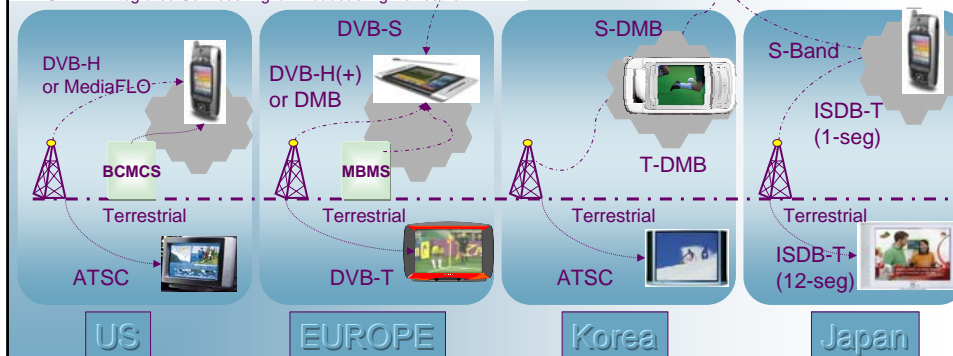 DVB-S
S-DMB
S-Band
DVB-H
or MediaFLO
DVB-H(+)
or DMB
ISDB-T
(1-seg)
BCMCS
MBMS
T-DMB
Terrestrial
Terrestrial
Terrestrial
Terrestrial
ATSC
DVB-T
ATSC
ISDB-T
(12-seg)
US
EUROPE
Korea
Japan